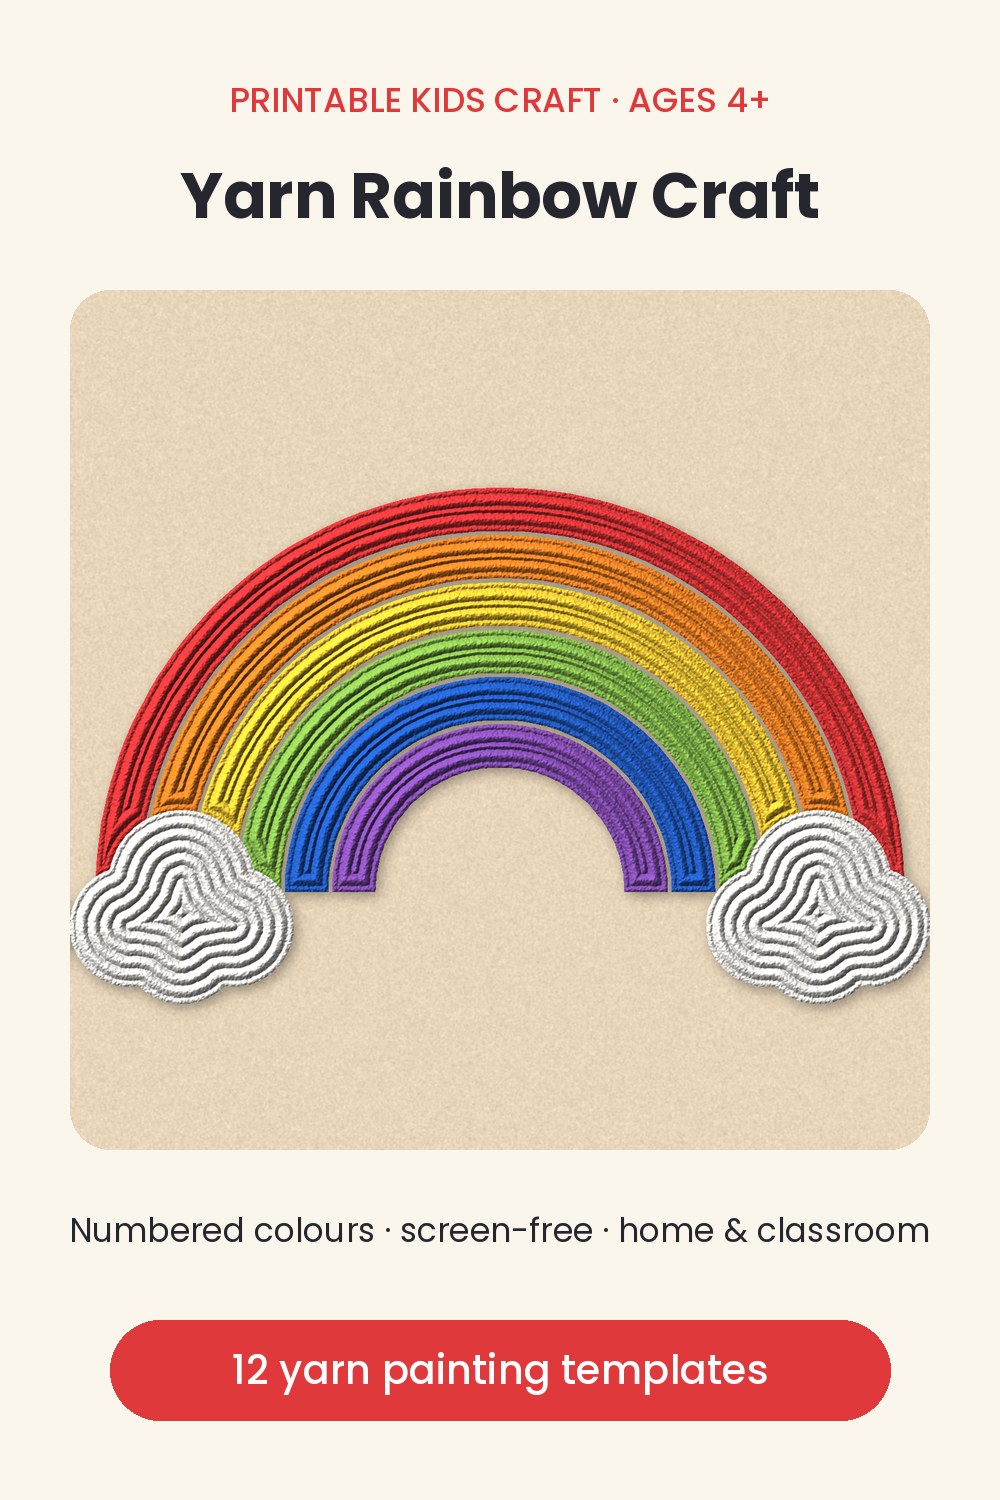 PRINTABLE KIDS CRAFT · AGES 4+
Yarn Rainbow Craft
Numbered colours · screen-free · home & classroom
12 yarn painting templates